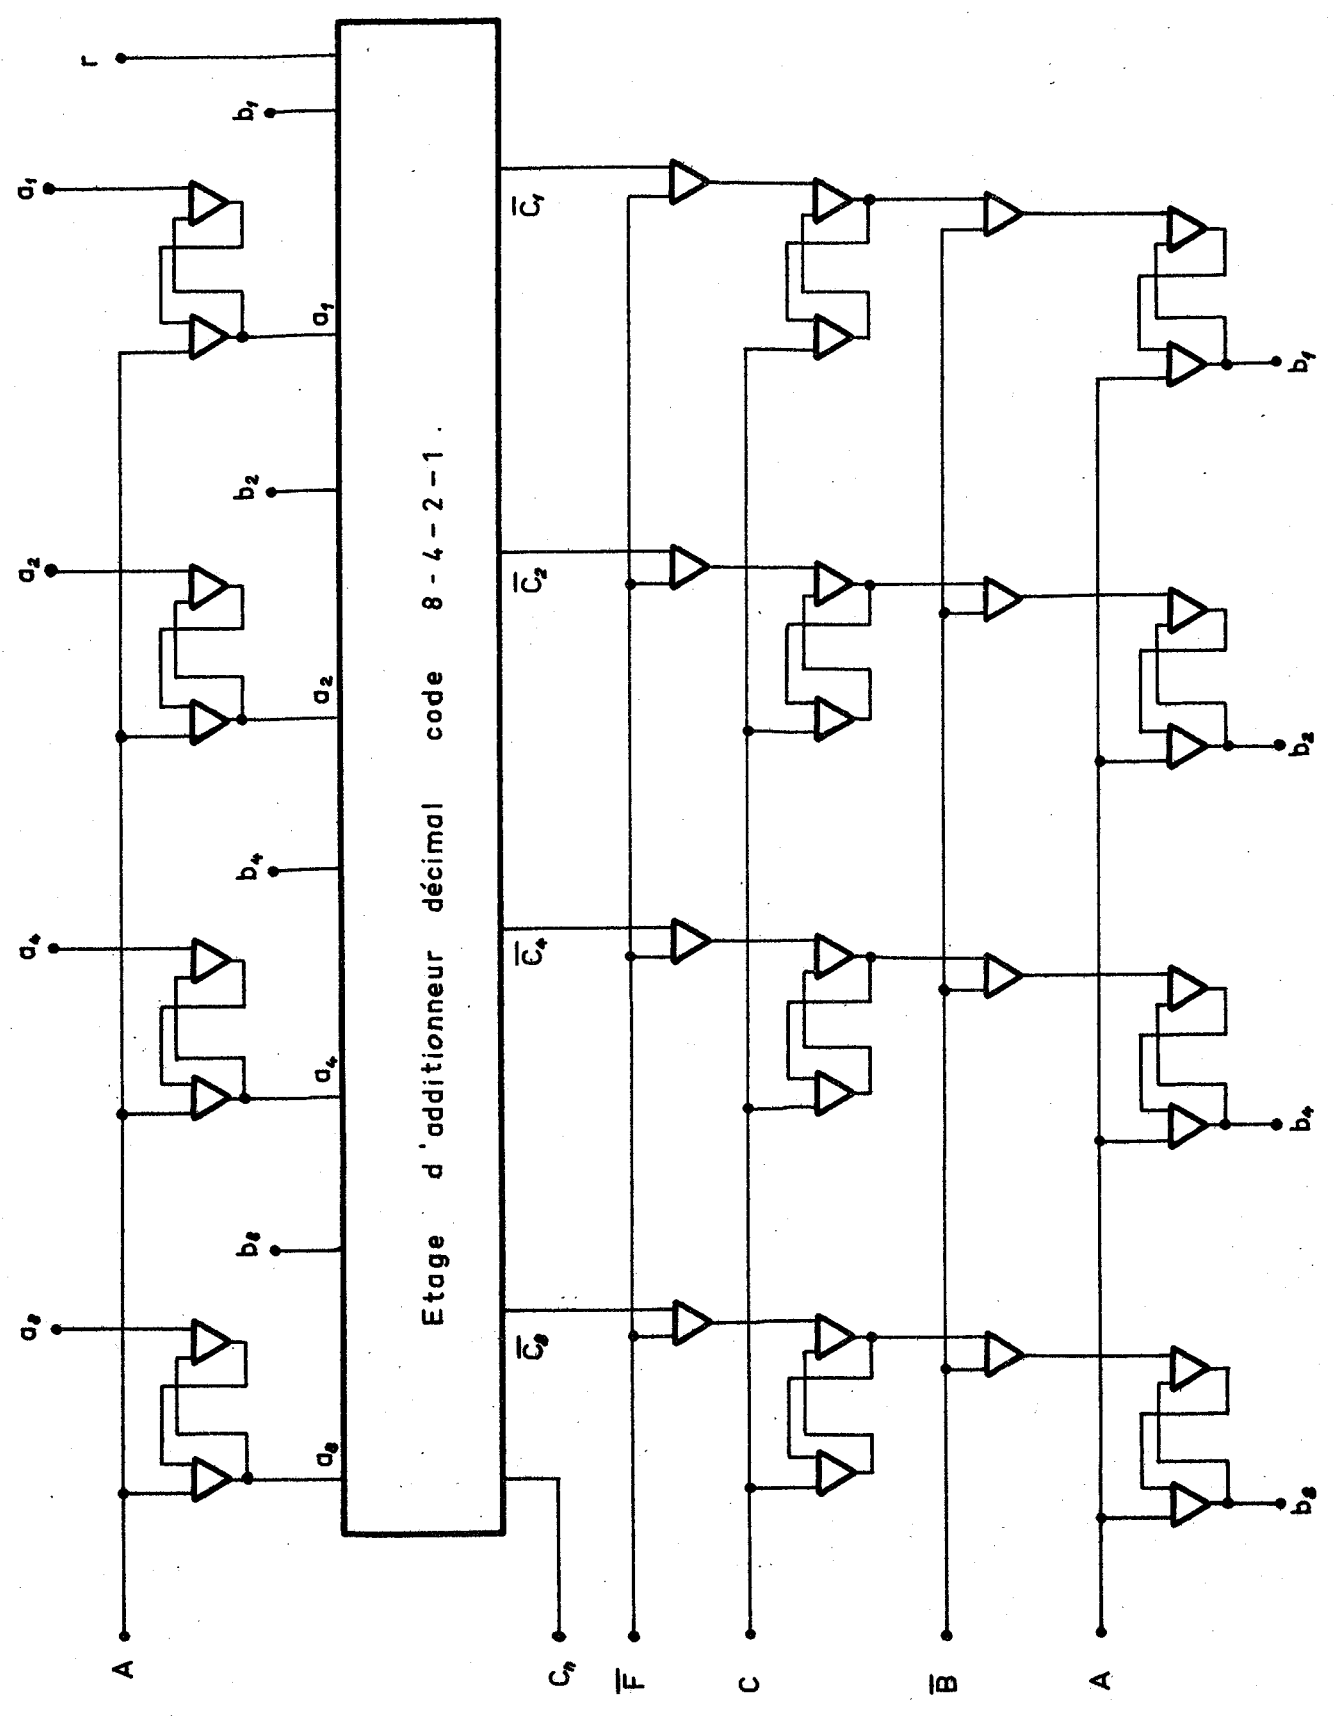 A
a₈
b₈
a₄
b₄
a₂
b₂
a₁
b₁
r
a₈
a₄
a₂
a₁
Etage d'additionneur décimal code 8-4-2-1.
Cₙ
C̅₈
C̅₄
C̅₂
C̅₁
F̅
C
B̅
A
b₈
b₄
b₂
b₁